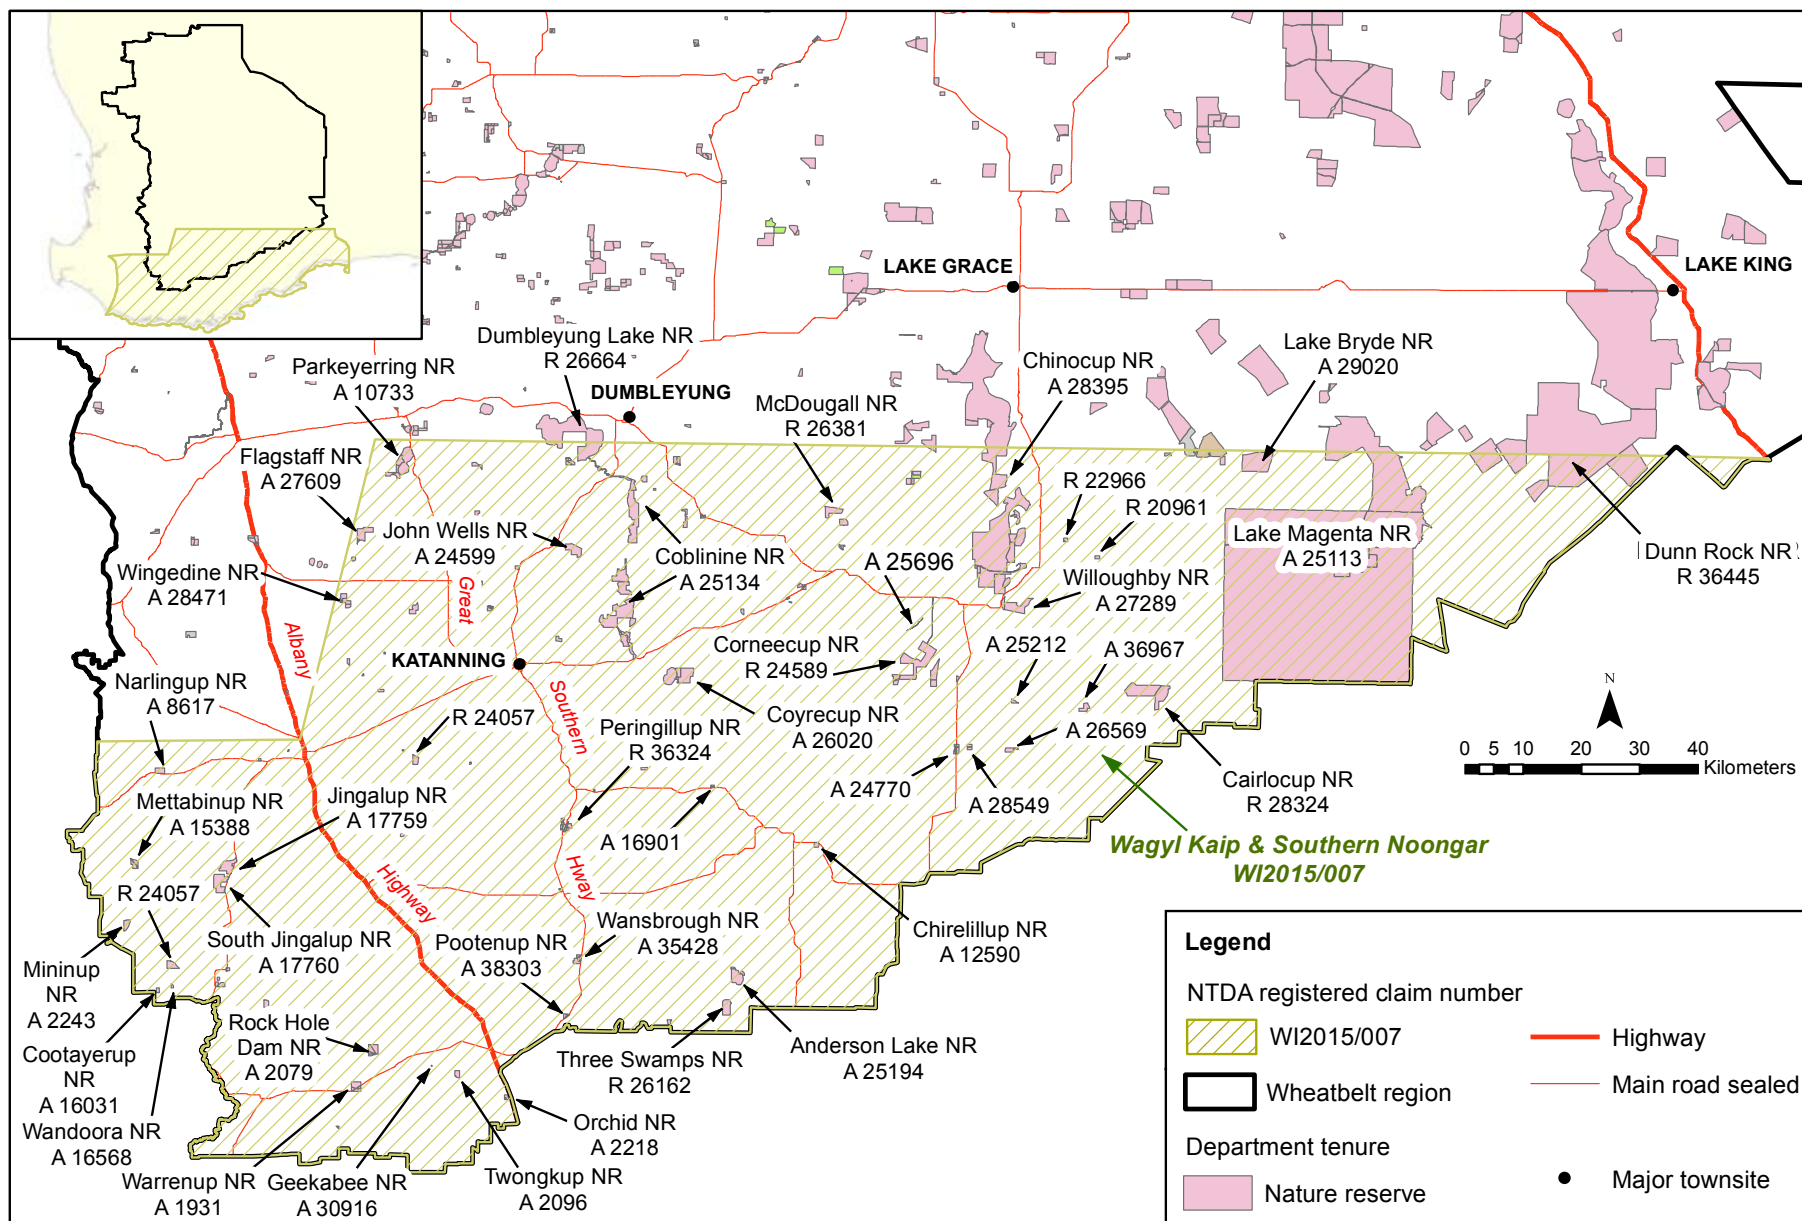 LAKE GRACE
LAKE KING
Dumbleyung Lake NR
R 26664
Parkeyerring NR
A 10733
DUMBLEYUNG
McDougall NR
R 26381
Chinocup NR
A 28395
Lake Bryde NR
A 29020
Flagstaff NR
A 27609
R 22966
R 20961
John Wells NR
A 24599
Coblinine NR
A 25134
A 25696
Lake Magenta NR
A 25113
Dunn Rock NR
R 36445
Wingedine NR
A 28471
Great
Willoughby NR
A 27289
Albany
KATANNING
Corneecup NR
R 24589
A 25212
A 36967
Narlingup NR
A 8617
Southern
R 24057
Peringillup NR
R 36324
Coyrecup NR
A 26020
A 26569
N
0 5 10 20 30 40
Kilometers
Cairlocup NR
R 28324
A 24770
A 28549
Mettabinup NR
A 15388
Jingalup NR
A 17759
A 16901
Wagyl Kaip & Southern Noongar
WI2015/007
Highway
Hway
R 24057
South Jingalup NR
A 17760
Wansbrough NR
A 35428
Pootenup NR
A 38303
Chirelillup NR
A 12590
Mininup
NR
A 2243
Rock Hole
Dam NR
A 2079
Cootayerup
NR
A 16031
Three Swamps NR
R 26162
Anderson Lake NR
A 25194
Wandoora NR
A 16568
Orchid NR
A 2218
Warrenup NR
A 1931
Geekabee NR
A 30916
Twongkup NR
A 2096
Legend
NTDA registered claim number
WI2015/007
Highway
Wheatbelt region
Main road sealed
Department tenure
Nature reserve
Major townsite